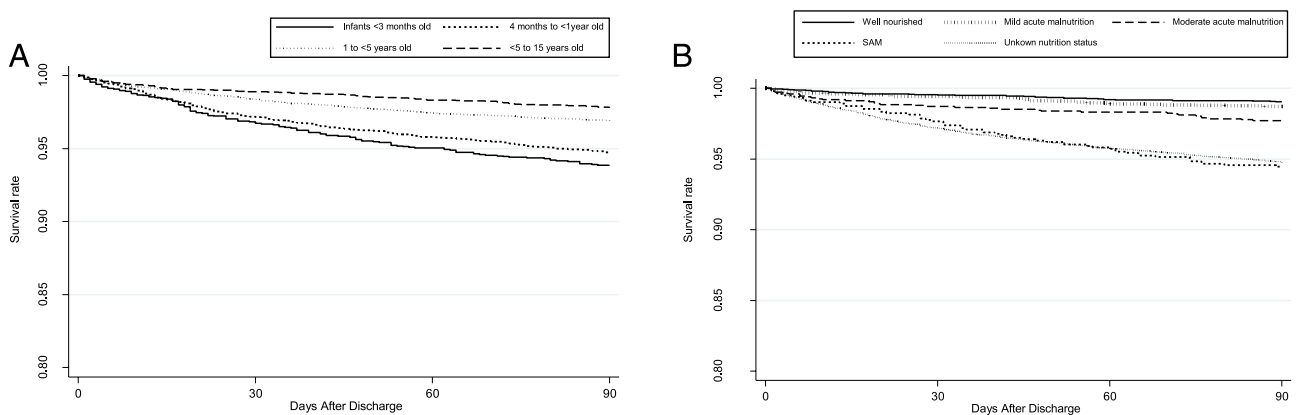 A
Infants <3 months old 4 months to <1year old
1 to <5 years old <5 to 15 years old
1.00
0.95
0.90
0.85
0.80
Survival rate
0 30 60 90
Days After Discharge
B
Well nourished Mild acute malnutrition Moderate acute malnutrition
SAM Unkown nutrition status
1.00
0.95
0.90
0.85
0.80
Survival rate
0 30 60 90
Days After Discharge